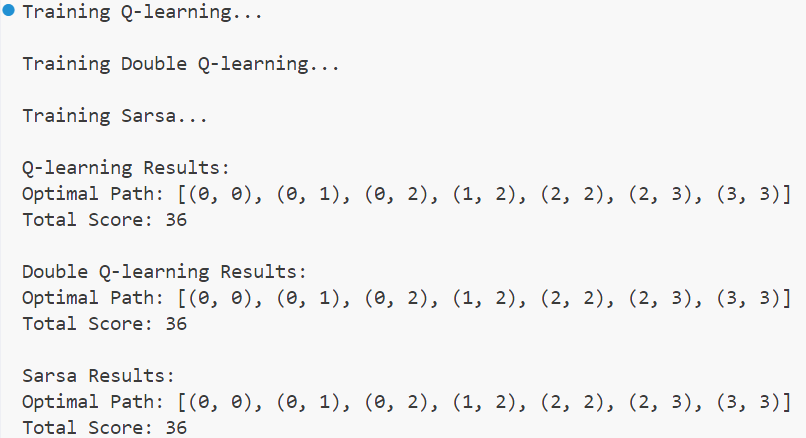 Training Q-learning...
Training Double Q-learning...
Training Sarsa...
Q-learning Results:
Optimal Path: [(0, 0), (0, 1), (0, 2), (1, 2), (2, 2), (2, 3), (3, 3)]
Total Score: 36
Double Q-learning Results:
Optimal Path: [(0, 0), (0, 1), (0, 2), (1, 2), (2, 2), (2, 3), (3, 3)]
Total Score: 36
Sarsa Results:
Optimal Path: [(0, 0), (0, 1), (0, 2), (1, 2), (2, 2), (2, 3), (3, 3)]
Total Score: 36